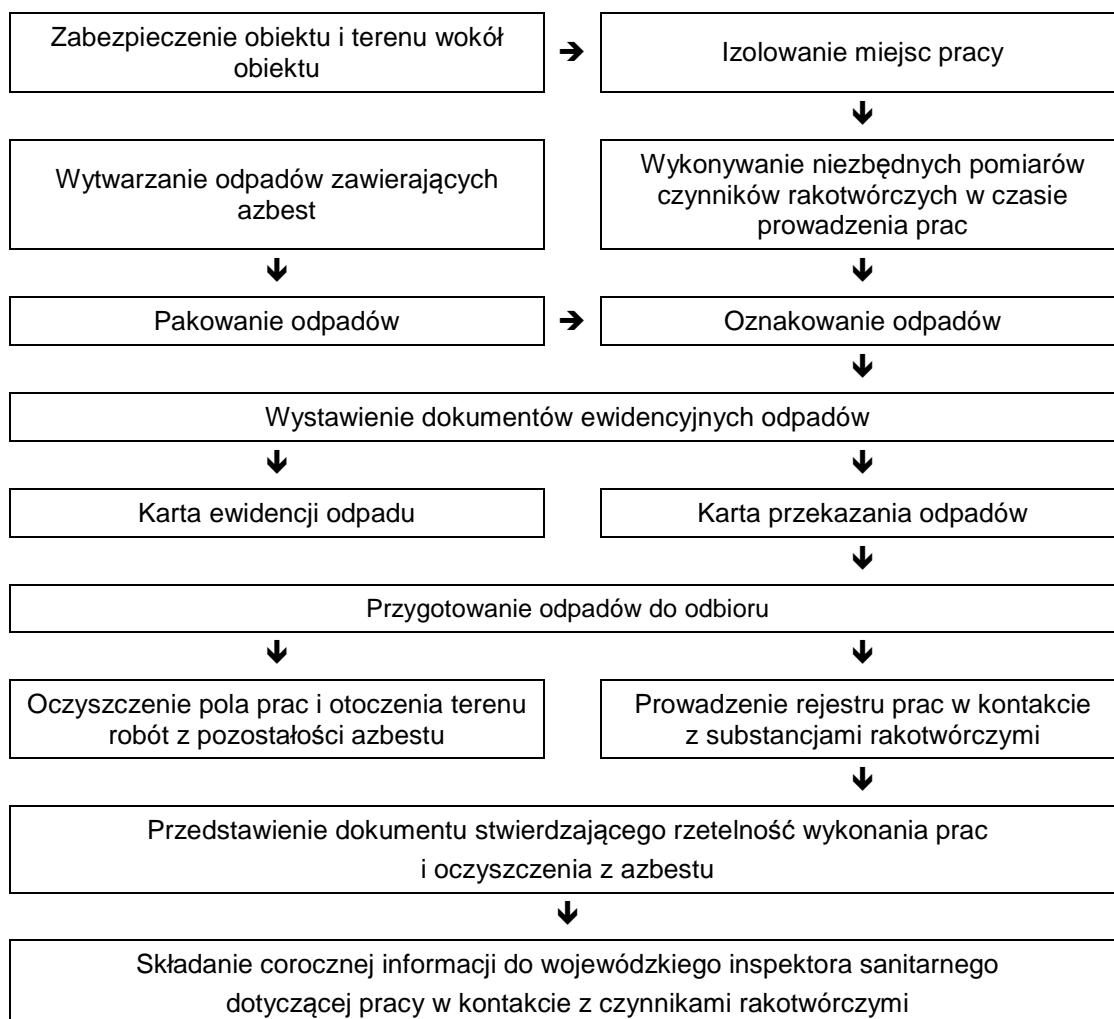 Zabezpieczenie obiektu i terenu wokół
obiektu
➔
Izolowanie miejsc pracy
Wytwarzanie odpadów zawierających
azbest
Wykonywanie niezbędnych pomiarów
czynników rakotwórczych w czasie
prowadzenia prac
Pakowanie odpadów
➔
Oznakowanie odpadów
Wystawienie dokumentów ewidencyjnych odpadów
Karta ewidencji odpadu
Karta przekazania odpadów
Przygotowanie odpadów do odbioru
Oczyszczenie pola prac i otoczenia terenu
robót z pozostałości azbestu
Prowadzenie rejestru prac w kontakcie
z substancjami rakotwórczymi
Przedstawienie dokumentu stwierdzającego rzetelność wykonania prac
i oczyszczenia z azbestu
Składanie corocznej informacji do wojewódzkiego inspektora sanitarnego
dotyczącej pracy w kontakcie z czynnikami rakotwórczymi